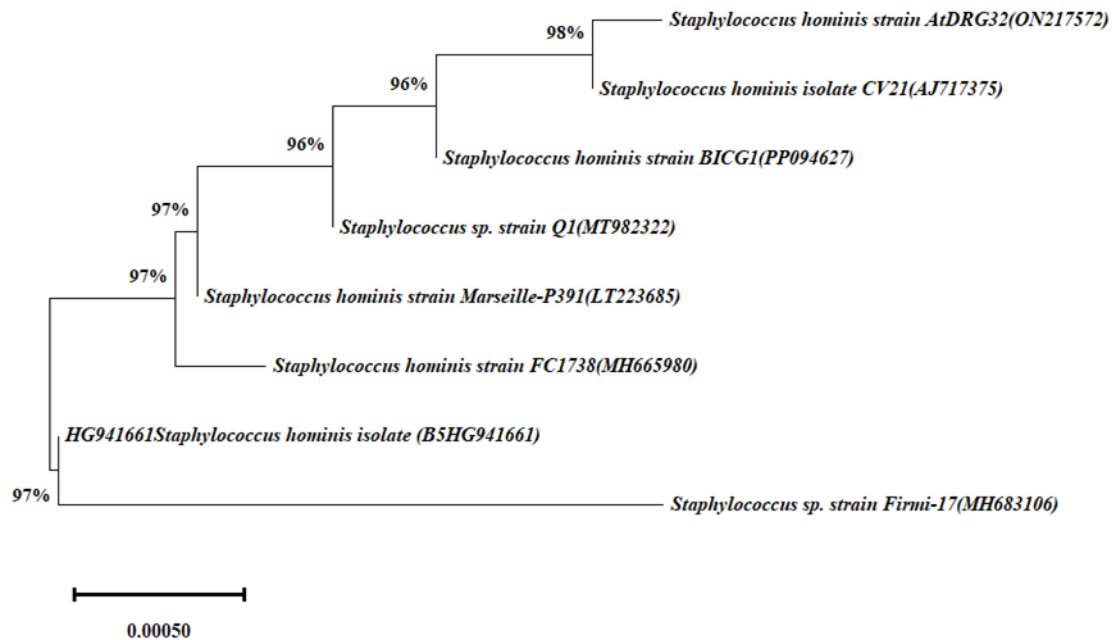 Staphylococcus hominis strain AtDRG32(ON217572)
98%
Staphylococcus hominis isolate CV21(AJ717375)
96%
Staphylococcus hominis strain BICG1(PP094627)
96%
Staphylococcus sp. strain Q1(MT982322)
97%
Staphylococcus hominis strain Marseille-P391(LT223685)
97%
Staphylococcus hominis strain FC1738(MH665980)
HG941661Staphylococcus hominis isolate (B5HG941661)
97%
Staphylococcus sp. strain Firmi-17(MH683106)
0.00050